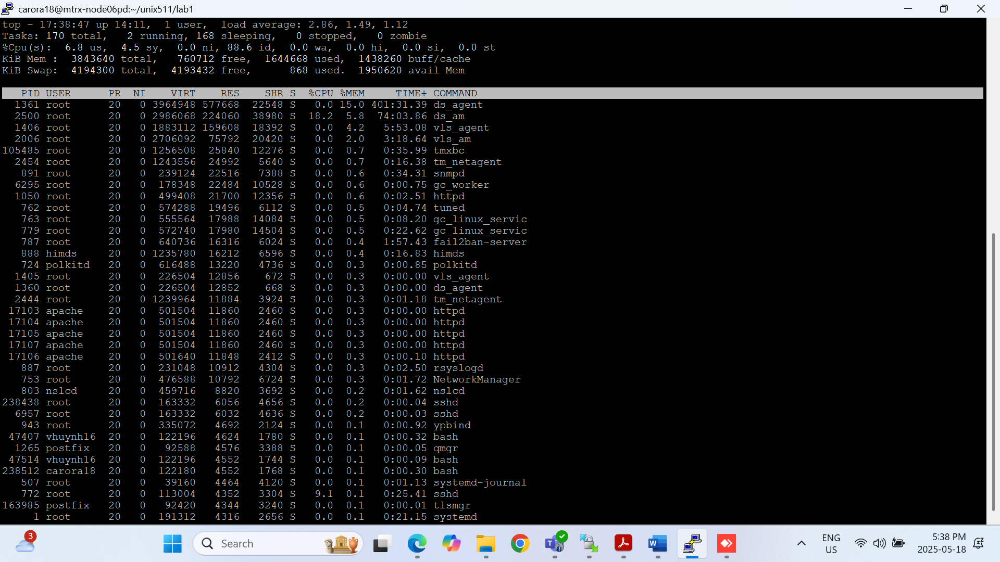 carora18@mtrx-node06pd:~/unix511/lab1
top - 17:38:47 up 14:11,  1 user,  load average: 2.86, 1.49, 1.12
Tasks: 170 total,   2 running, 168 sleeping,   0 stopped,   0 zombie
%Cpu(s):  6.8 us,  4.5 sy,  0.0 ni, 88.6 id,  0.0 wa,  0.0 hi,  0.0 si,  0.0 st
KiB Mem :  3843640 total,   760712 free,  1644668 used,  1438260 buff/cache
KiB Swap:  4194300 total,  4193432 free,      868 used.  1950620 avail Mem
PID USER      PR  NI    VIRT    RES    SHR S  %CPU %MEM     TIME+ COMMAND
1361 root      20   0 3964948 577668  22548 S   0.0 15.0 401:31.39 ds_agent
2500 root      20   0 2986068 224060  38980 S  18.2  5.8  74:03.86 ds_am
1406 root      20   0 1883112 159608  18392 S   0.0  4.2   5:53.08 vls_agent
2006 root      20   0 2706092  75792  20420 S   0.0  2.0   3:18.64 vls_am
105485 root      20   0 1256508  25840  12276 S   0.0  0.7   0:35.99 tmxbc
2454 root      20   0 1243556  24992   5640 S   0.0  0.7   0:16.38 tm_netagent
891 root      20   0  239124  22516   7388 S   0.0  0.6   0:34.31 snmpd
6295 root      20   0  178348  22484  10528 S   0.0  0.6   0:00.75 gc_worker
1050 root      20   0  499408  21700  12356 S   0.0  0.6   0:02.51 httpd
762 root      20   0  574288  19496   6112 S   0.0  0.5   0:04.74 tuned
763 root      20   0  555564  17988  14084 S   0.0  0.5   0:08.20 gc_linux_servic
779 root      20   0  572740  17980  14504 S   0.0  0.5   0:22.62 gc_linux_servic
787 root      20   0  640736  16316   6024 S   0.0  0.4   1:57.43 fail2ban-server
888 himds     20   0 1235780  16212   6596 S   0.0  0.4   0:16.83 himds
724 polkitd   20   0  616488  13220   4736 S   0.0  0.3   0:00.85 polkitd
1405 root      20   0  226504  12856    672 S   0.0  0.3   0:00.00 vls_agent
1360 root      20   0  226504  12852    668 S   0.0  0.3   0:00.00 ds_agent
2444 root      20   0 1239964  11884   3924 S   0.0  0.3   0:01.18 tm_netagent
17103 apache    20   0  501504  11860   2460 S   0.0  0.3   0:00.00 httpd
17104 apache    20   0  501504  11860   2460 S   0.0  0.3   0:00.00 httpd
17105 apache    20   0  501504  11860   2460 S   0.0  0.3   0:00.00 httpd
17107 apache    20   0  501504  11860   2460 S   0.0  0.3   0:00.00 httpd
17106 apache    20   0  501640  11848   2412 S   0.0  0.3   0:00.10 httpd
887 root      20   0  231048  10912   4304 S   0.0  0.3   0:02.50 rsyslogd
753 root      20   0  476588  10792   6724 S   0.0  0.3   0:01.72 NetworkManager
803 nslcd     20   0  459716   8820   3692 S   0.0  0.2   0:01.62 nslcd
238438 root      20   0  163332   6056   4656 S   0.0  0.2   0:00.04 sshd
6957 root      20   0  163332   6032   4636 S   0.0  0.2   0:00.03 sshd
943 root      20   0  335072   4692   2124 S   0.0  0.1   0:00.92 ypbind
47407 vhuynh16  20   0  122196   4624   1780 S   0.0  0.1   0:00.32 bash
1265 postfix   20   0   92588   4576   3388 S   0.0  0.1   0:00.05 qmgr
47514 vhuynh16  20   0  122196   4552   1744 S   0.0  0.1   0:00.09 bash
238512 carora18  20   0  122180   4552   1768 S   0.0  0.1   0:00.30 bash
507 root      20   0   39160   4464   4120 S   0.0  0.1   0:01.13 systemd-journal
772 root      20   0  113004   4352   3304 S   9.1  0.1   0:25.41 sshd
163985 postfix   20   0   92420   4344   3240 S   0.0  0.1   0:00.01 tlsmgr
1 root      20   0  191312   4316   2656 S   0.0  0.1   0:21.15 systemd
3
Search
ENG
US
5:38 PM
2025-05-18